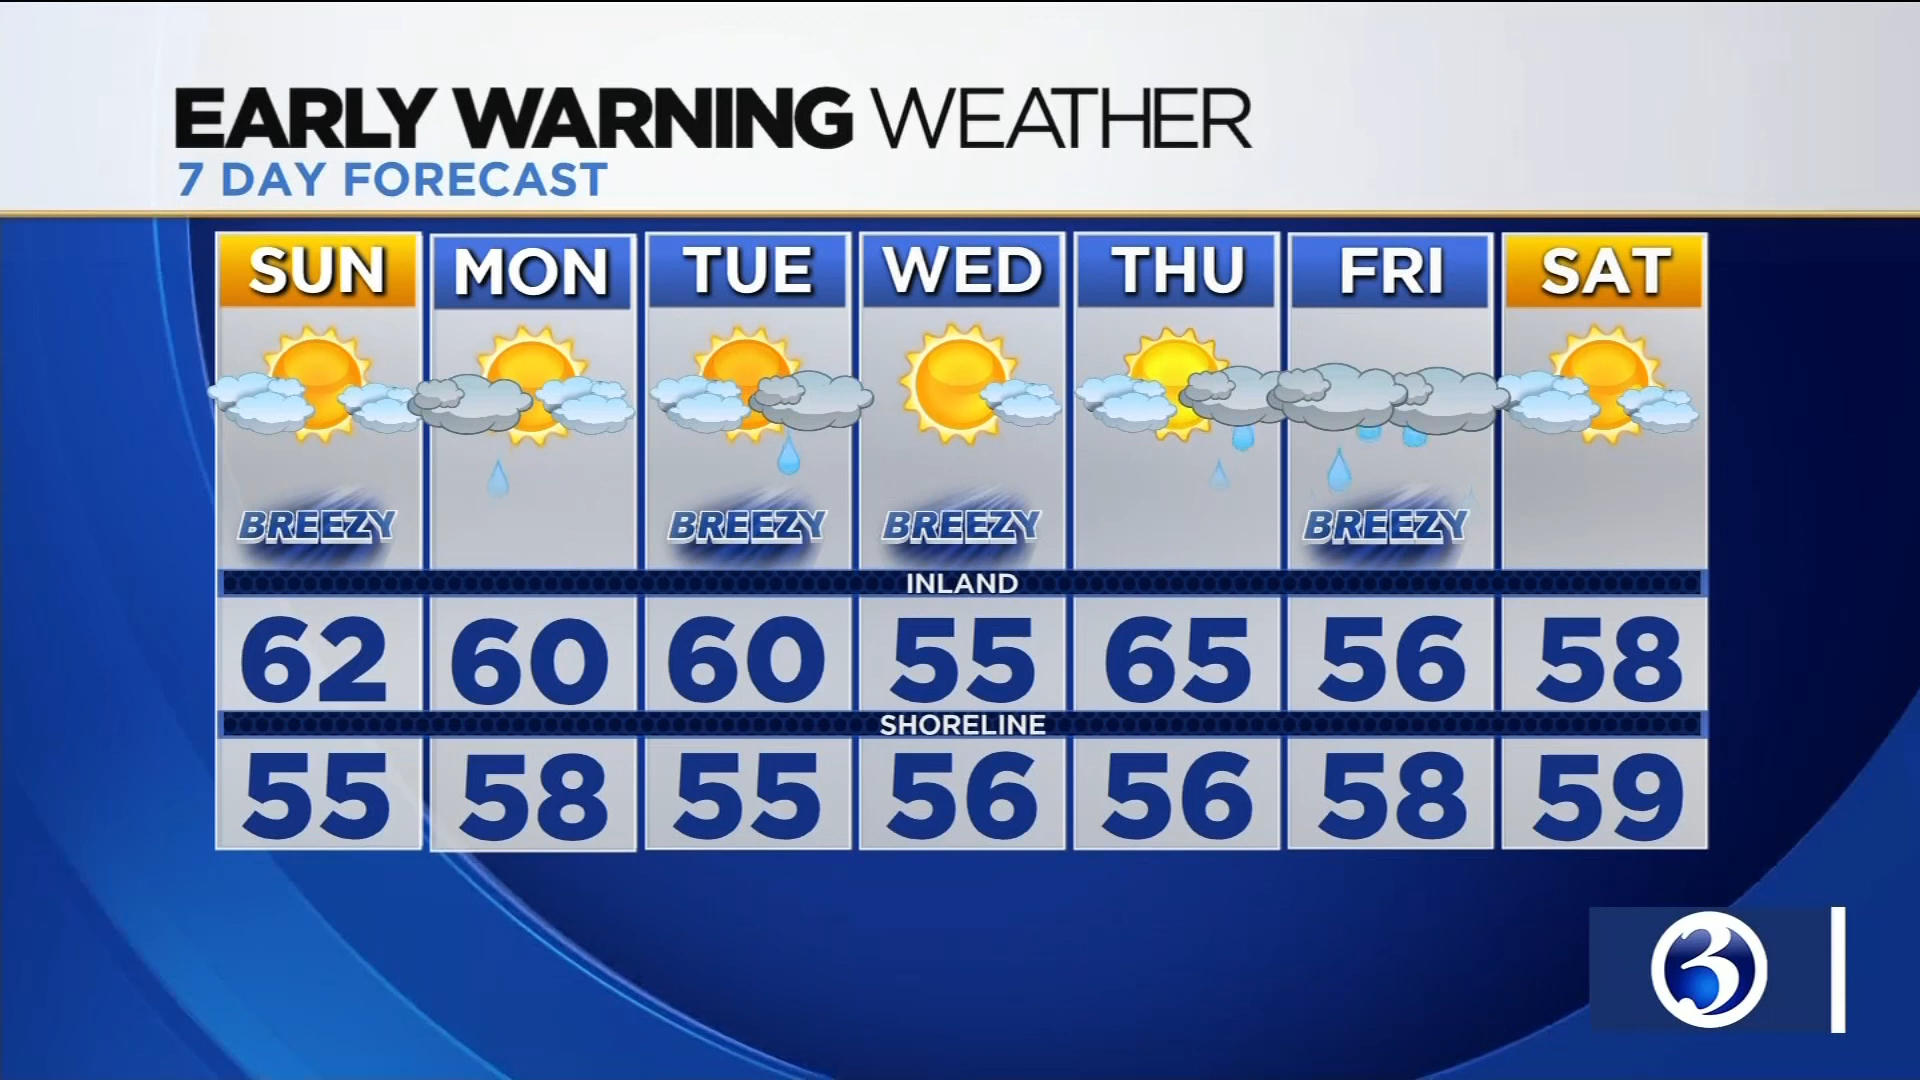 EARLY WARNING WEATHER
7 DAY FORECAST
SUN MON TUE WED THU FRI SAT
BREEZY BREEZY BREEZY BREEZY
INLAND
62 60 60 55 65 56 58
SHORELINE
55 58 55 56 56 58 59
3